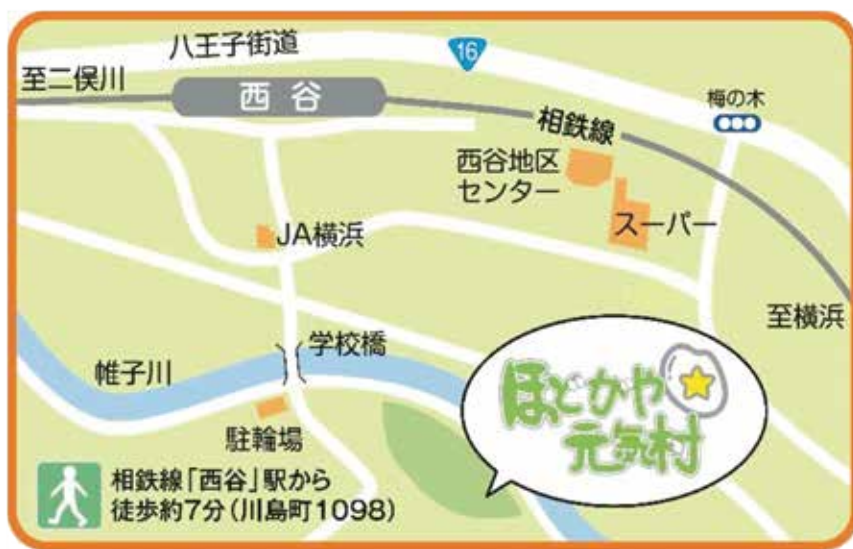 八王子街道
16
至二俣川
西谷
梅の木
相鉄線
西谷地区
センター
スーパー
JA横浜
至横浜
学校橋
帷子川
ほどがや
元気村
駐輪場
相鉄線「西谷」駅から
徒歩約7分(川島町1098)